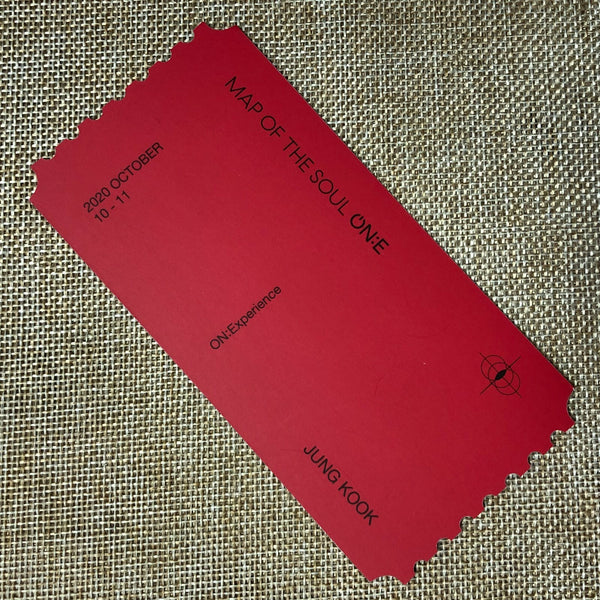 MAP OF THE SOUL ON:E
2020 OCTOBER
10 - 11
ON:Experience
JUNG KOOK